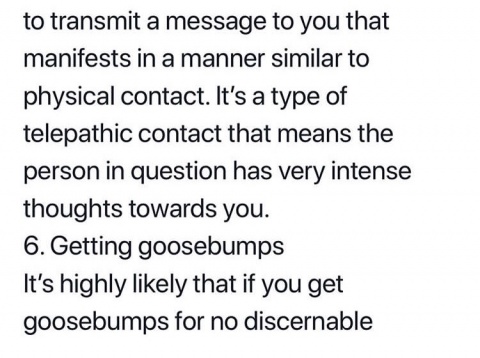 to transmit a message to you that
manifests in a manner similar to
physical contact. It's a type of
telepathic contact that means the
person in question has very intense
thoughts towards you.
6. Getting goosebumps
It's highly likely that if you get
goosebumps for no discernable